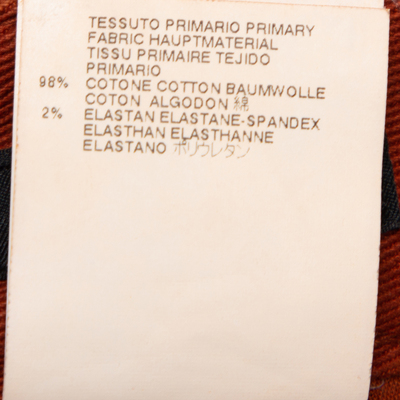 TESSUTO PRIMARIO PRIMARY
FABRIC HAUPTMATERIAL
TISSU PRIMAIRE TEJIDO
PRIMARIO
98% COTONE COTTON BAUMWOLLE
COTON ALGODON 綿
2% ELASTAN ELASTANE-SPANDEX
ELASTHAN ELASTHANNE
ELASTANO ポリウレタン